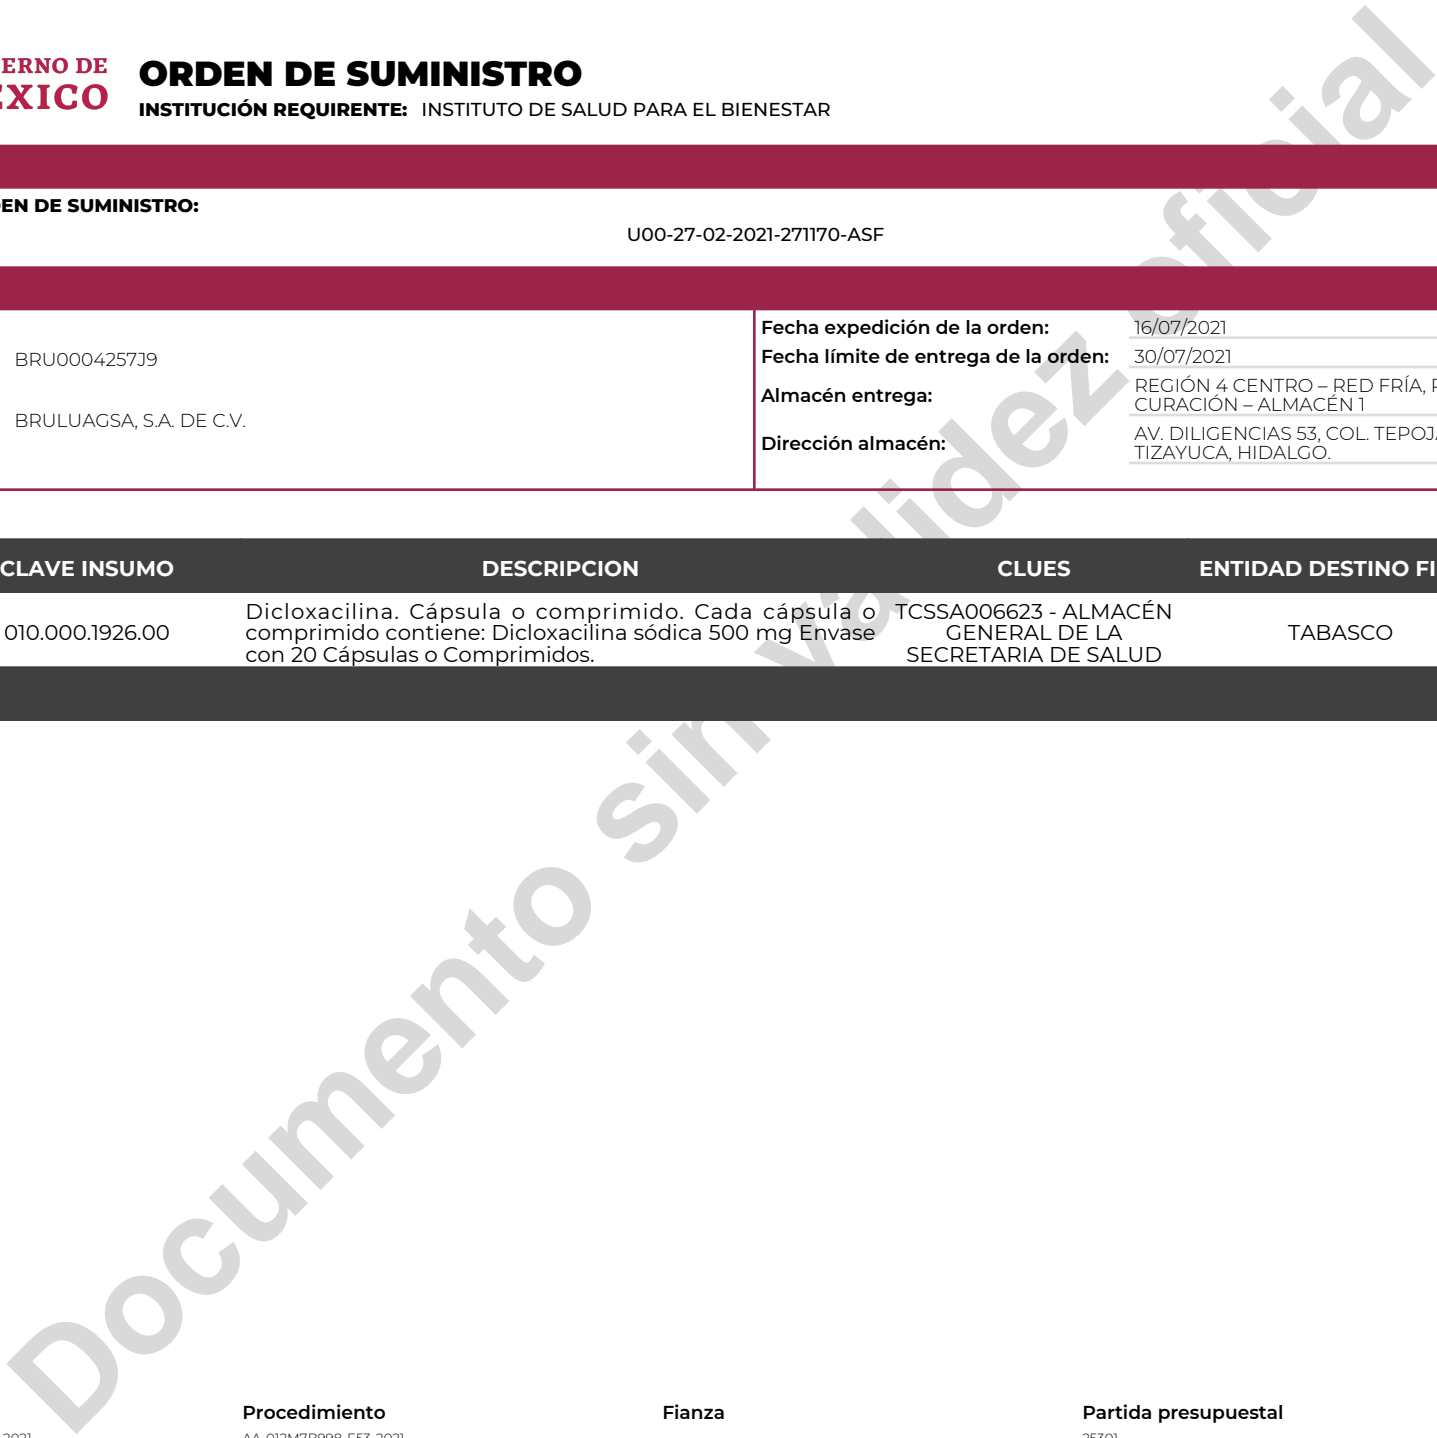 ERNO DE
EXICO
ORDEN DE SUMINISTRO
INSTITUCIÓN REQUIRENTE: INSTITUTO DE SALUD PARA EL BIENESTAR
EN DE SUMINISTRO:
U00-27-02-2021-271170-ASF
BRU0004257J9
BRULUAGSA, S.A. DE C.V.
Fecha expedición de la orden: 16/07/2021
Fecha límite de entrega de la orden: 30/07/2021
Almacén entrega:
REGIÓN 4 CENTRO – RED FRÍA,
CURACIÓN – ALMACÉN 1
Dirección almacén:
AV. DILIGENCIAS 53, COL. TEPOJ
TIZAYUCA, HIDALGO.
CLAVE INSUMO DESCRIPCION CLUES ENTIDAD DESTINO FI
010.000.1926.00
Dicloxacilina. Cápsula o comprimido. Cada cápsula o
comprimido contiene: Dicloxacilina sódica 500 mg Envase
con 20 Cápsulas o Comprimidos.
TCSSA006623 - ALMACÉN
GENERAL DE LA
SECRETARIA DE SALUD
TABASCO
Documento sin validez oficial
Procedimiento Fianza Partida presupuestal